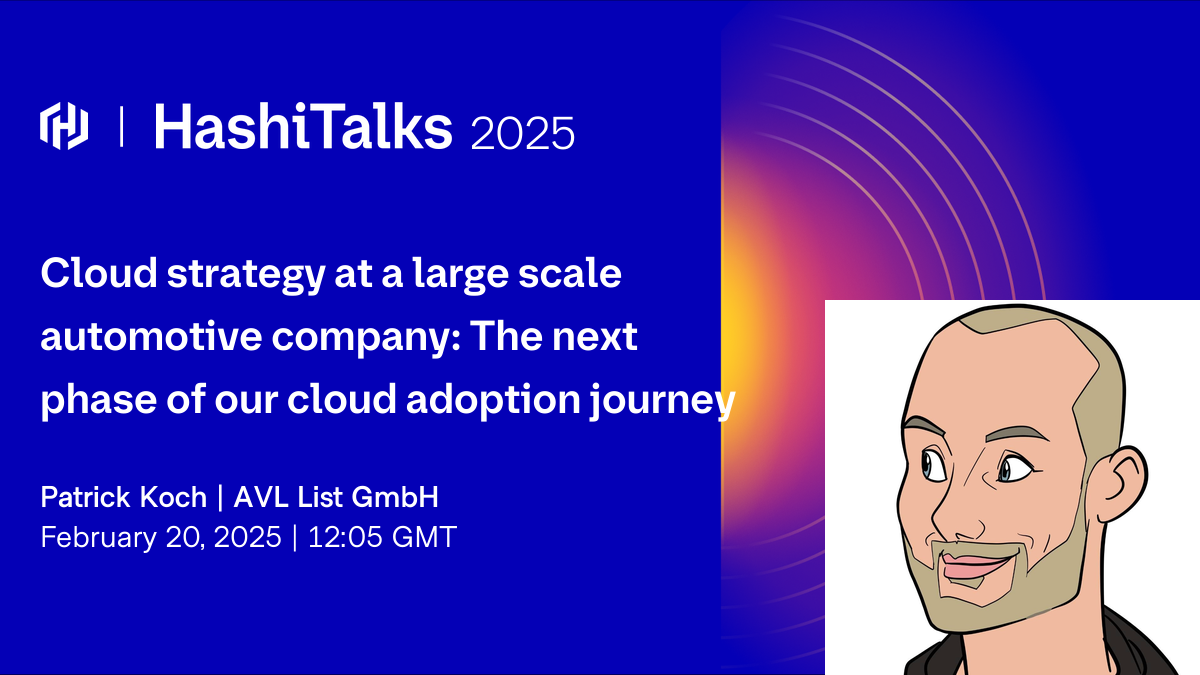 HashiTalks 2025
Cloud strategy at a large scale
automotive company: The next
phase of our cloud adoption journey
Patrick Koch | AVL List GmbH
February 20, 2025 | 12:05 GMT